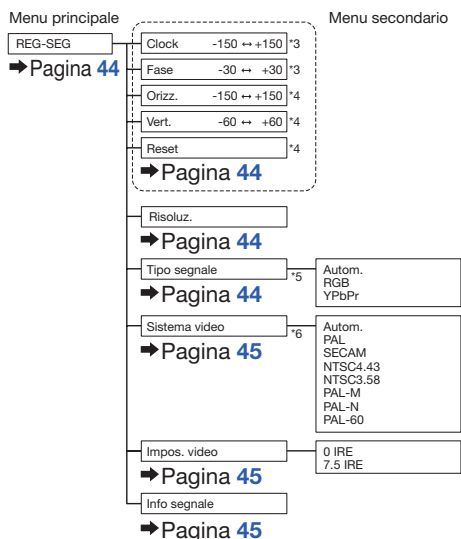 Menu principale
Menu secondario
REG-SEG
➡Pagina 44
Clock -150 ↔ +150 *3
Fase -30 ↔ +30 *3
Orizz. -150 ↔ +150 *4
Vert. -60 ↔ +60 *4
Reset *4
➡Pagina 44
Risoluz.
➡Pagina 44
Tipo segnale *5
➡Pagina 44
Autom.
RGB
YPbPr
Sistema video *6
➡Pagina 45
Autom.
PAL
SECAM
NTSC4.43
NTSC3.58
PAL-M
PAL-N
PAL-60
Impos. video
➡Pagina 45
0 IRE
7.5 IRE
Info segnale
➡Pagina 45